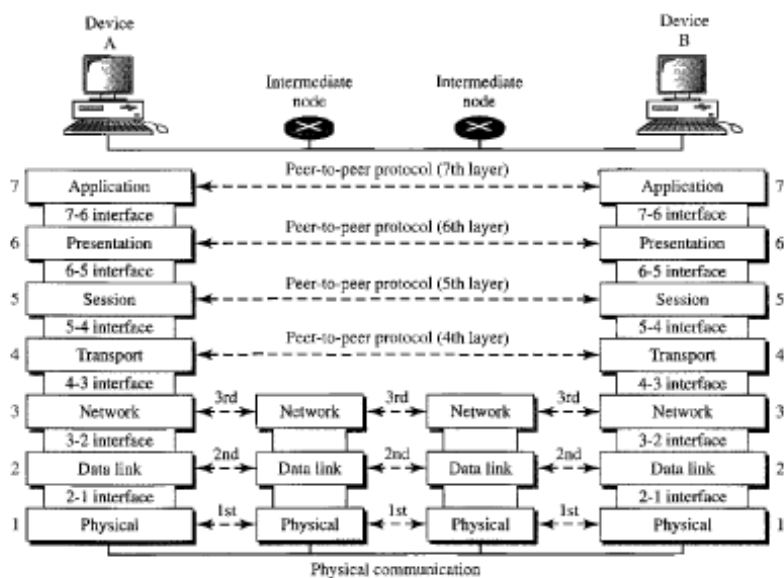 Device
A
Device
B
Intermediate
node
Intermediate
node
Peer-to-peer protocol (7th layer)
7 Application Application 7
7-6 interface 7-6 interface
Peer-to-peer protocol (6th layer)
6 Presentation Presentation 6
6-5 interface 6-5 interface
Peer-to-peer protocol (5th layer)
5 Session Session 5
5-4 interface 5-4 interface
Peer-to-peer protocol (4th layer)
4 Transport Transport 4
4-3 interface 4-3 interface
3 Network 3rd Network 3rd Network 3rd Network 3
3-2 interface 3-2 interface
2 Data link 2nd Data link 2nd Data link 2nd Data link 2
2-1 interface 2-1 interface
1 Physical 1st Physical 1st Physical 1st Physical 1
Physical communication